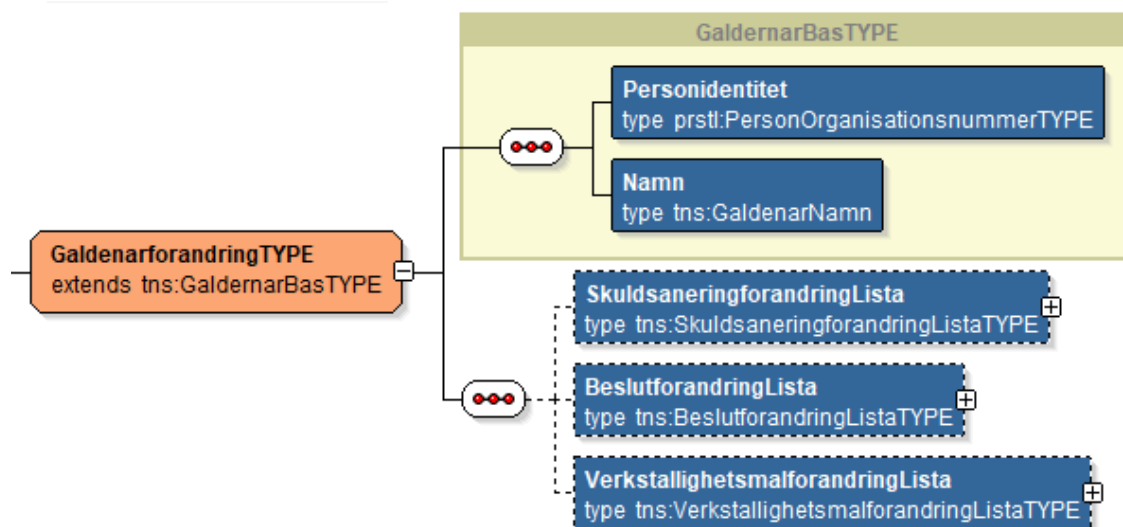 GaldernarBasTYPE
Personidentitet
type prstl:PersonOrganisationsnummerTYPE
Namn
type tns:GaldenarNamn
GaldenarforandringTYPE
extends tns:GaldernarBasTYPE
SkuldsaneringforandringLista
type tns:SkuldsaneringforandringListaTYPE
BeslutforandringLista
type tns:BeslutforandringListaTYPE
VerkstallighetsmalforandringLista
type tns:VerkstallighetsmalforandringListaTYPE